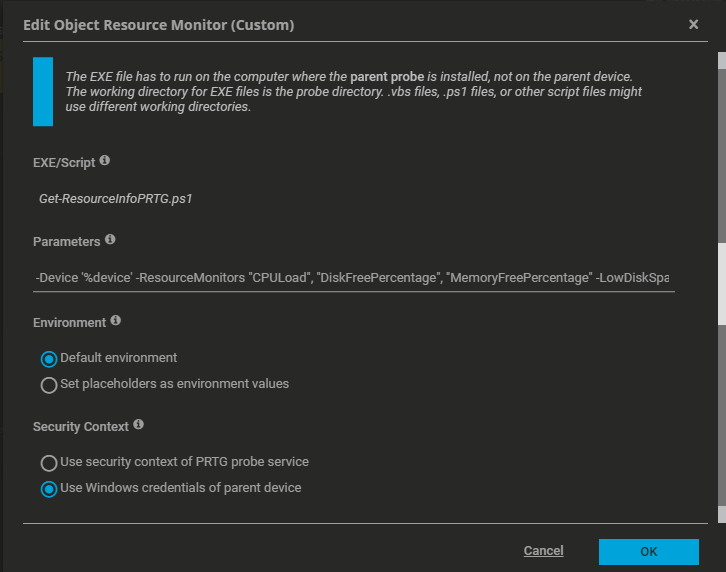 Edit Object Resource Monitor (Custom)
The EXE file has to run on the computer where the parent probe is installed, not on the parent device.
The working directory for EXE files is the probe directory. .vbs files, .ps1 files, or other script files might
use different working directories.
EXE/Script
Get-ResourceInfoPRTG.ps1
Parameters
-Device '%device' -ResourceMonitors "CPULoad", "DiskFreePercentage", "MemoryFreePercentage" -LowDiskSpa
Environment
Default environment
Set placeholders as environment values
Security Context
Use security context of PRTG probe service
Use Windows credentials of parent device
Cancel
OK